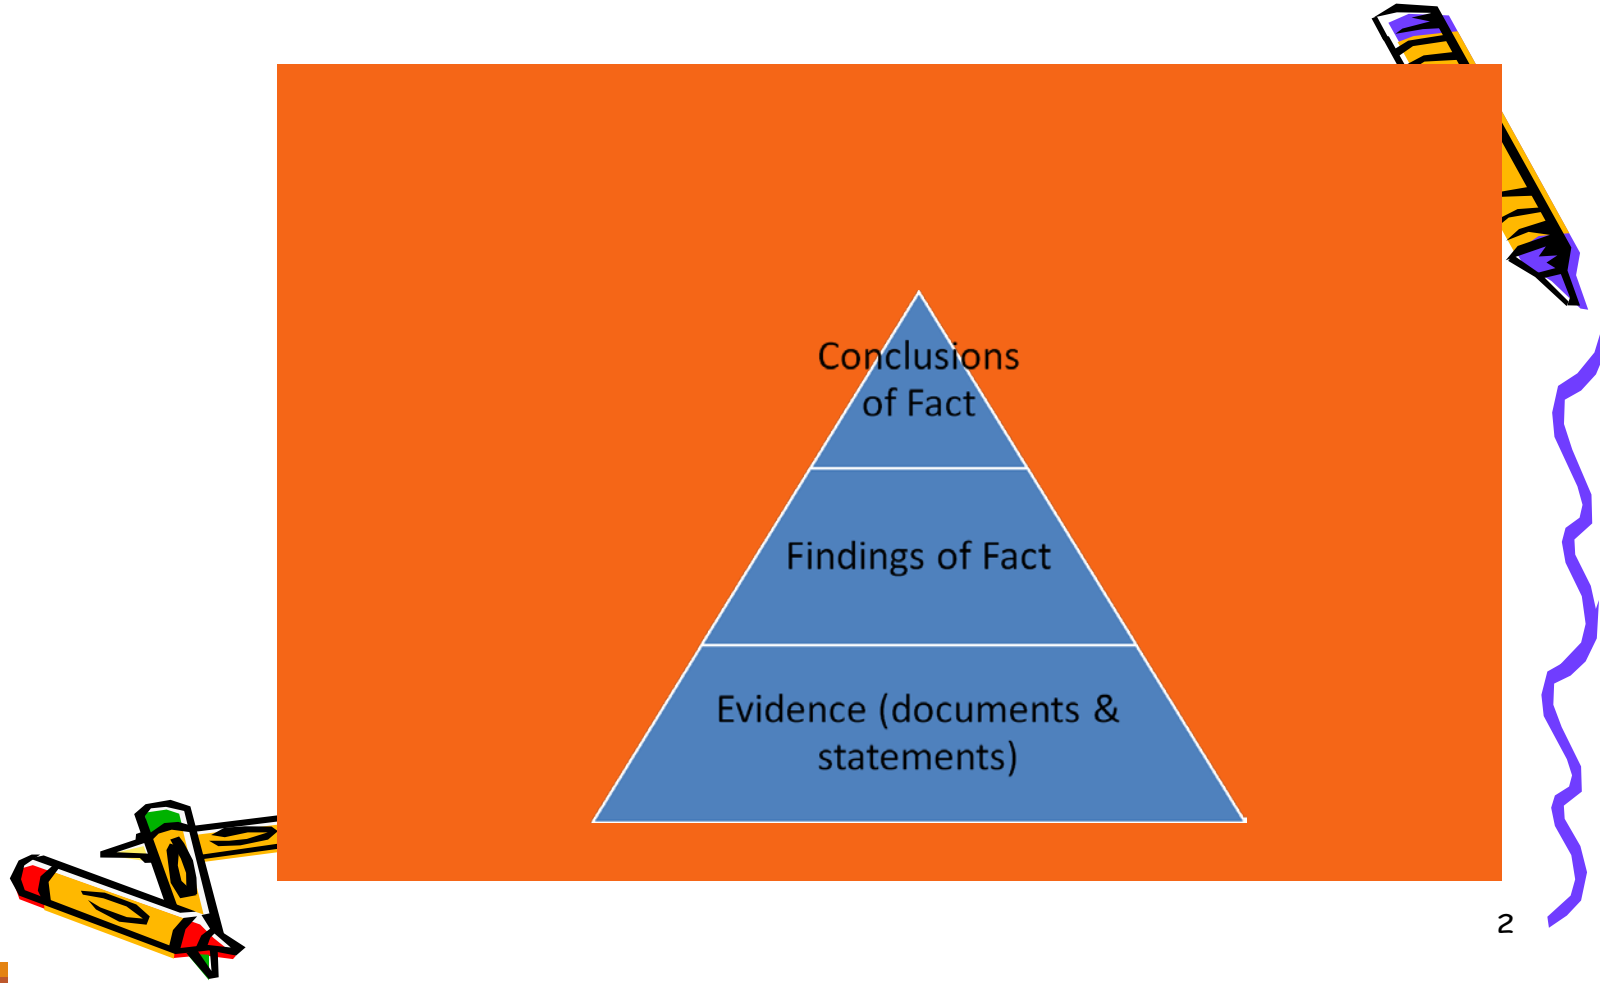 Conclusions
of Fact
Findings of Fact
Evidence (documents &
statements)
2